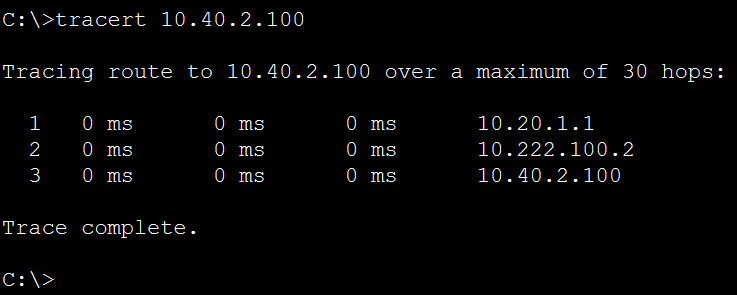 C:\>tracert 10.40.2.100
Tracing route to 10.40.2.100 over a maximum of 30 hops:
1 0 ms 0 ms 0 ms 10.20.1.1
2 0 ms 0 ms 0 ms 10.222.100.2
3 0 ms 0 ms 0 ms 10.40.2.100
Trace complete.
C:\>